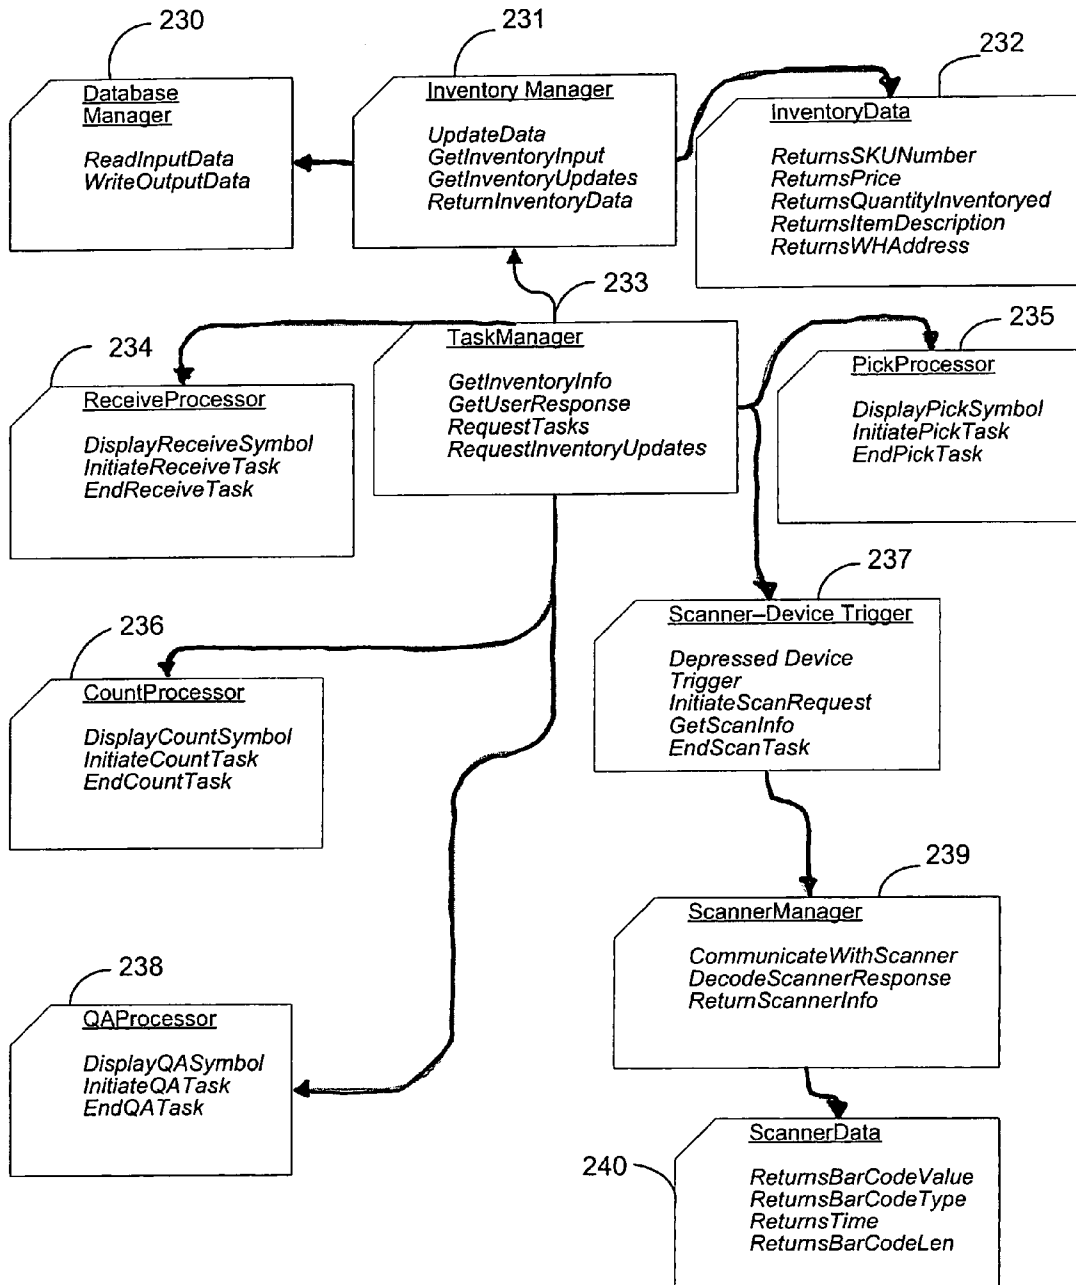 230
Database
Manager
ReadInputData
WriteOutputData
231
Inventory Manager
UpdateData
GetInventoryInput
GetInventoryUpdates
ReturnInventoryData
232
InventoryData
ReturnsSKUNumber
ReturnsPrice
ReturnsQuantityInventoryed
ReturnsItemDescription
ReturnsWHAddress
233
TaskManager
GetInventoryInfo
GetUserResponse
RequestTasks
RequestInventoryUpdates
234
ReceiveProcessor
DisplayReceiveSymbol
InitiateReceiveTask
EndReceiveTask
235
PickProcessor
DisplayPickSymbol
InitiatePickTask
EndPickTask
236
CountProcessor
DisplayCountSymbol
InitiateCountTask
EndCountTask
237
Scanner–Device Trigger
Depressed Device
Trigger
InitiateScanRequest
GetScanInfo
EndScanTask
238
QAProcessor
DisplayQASymbol
InitiateQATask
EndQATask
239
ScannerManager
CommunicateWithScanner
DecodeScannerResponse
ReturnScannerInfo
240
ScannerData
ReturnsBarCodeValue
ReturnsBarCodeType
ReturnsTime
ReturnsBarCodeLen